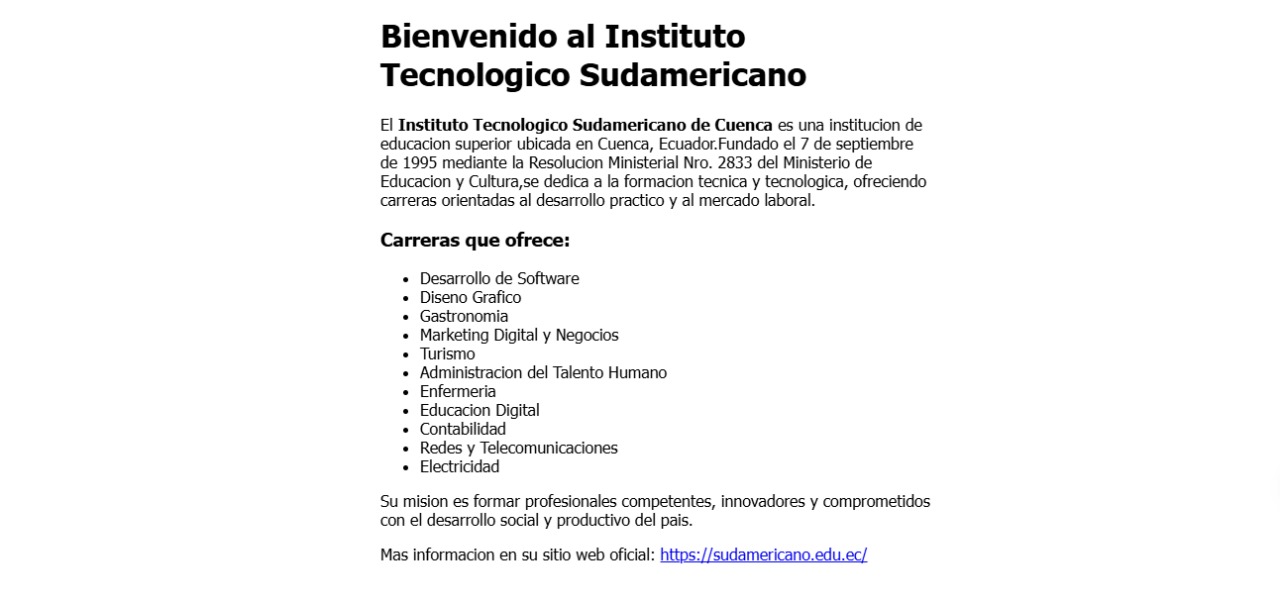 Bienvenido al Instituto
Tecnologico Sudamericano
El Instituto Tecnologico Sudamericano de Cuenca es una institucion de
educacion superior ubicada en Cuenca, Ecuador.Fundado el 7 de septiembre
de 1995 mediante la Resolucion Ministerial Nro. 2833 del Ministerio de
Educacion y Cultura,se dedica a la formacion tecnica y tecnologica, ofreciendo
carreras orientadas al desarrollo practico y al mercado laboral.
Carreras que ofrece:
• Desarrollo de Software
• Diseno Grafico
• Gastronomia
• Marketing Digital y Negocios
• Turismo
• Administracion del Talento Humano
• Enfermeria
• Educacion Digital
• Contabilidad
• Redes y Telecomunicaciones
• Electricidad
Su mision es formar profesionales competentes, innovadores y comprometidos
con el desarrollo social y productivo del pais.
Mas informacion en su sitio web oficial: https://sudamericano.edu.ec/